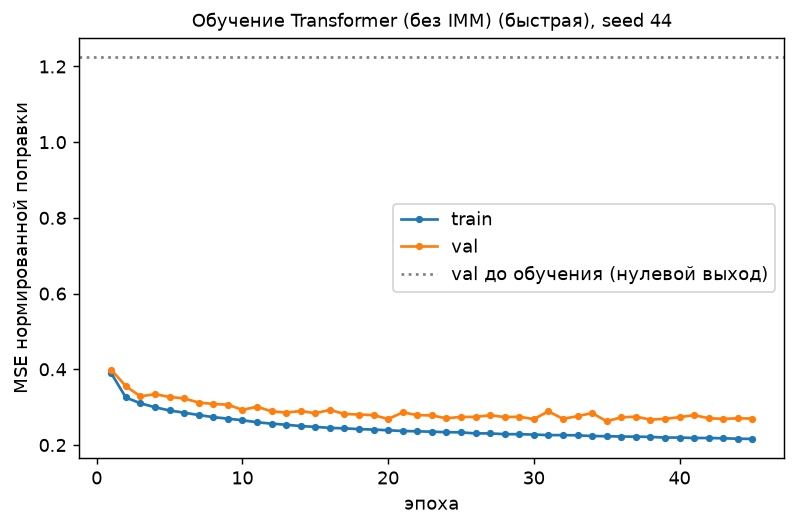 Обучение Transformer (без IMM) (быстрая), seed 44
MSE нормированной поправки
1.2
1.0
0.8
0.6
0.4
0.2
train
val
val до обучения (нулевой выход)
0
10
20
30
40
эпоха